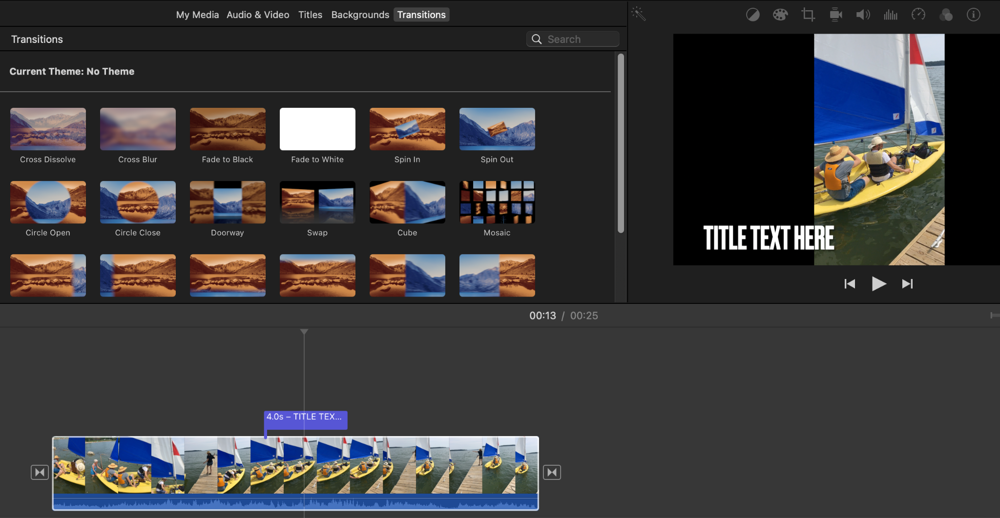 My Media Audio & Video Titles Backgrounds Transitions
Transitions
Search
Current Theme: No Theme
Cross Dissolve Cross Blur Fade to Black Fade to White Spin In Spin Out
Circle Open Circle Close Doorway Swap Cube Mosaic
TITLE TEXT HERE
00:13 / 00:25
4.0s – TITLE TEX...